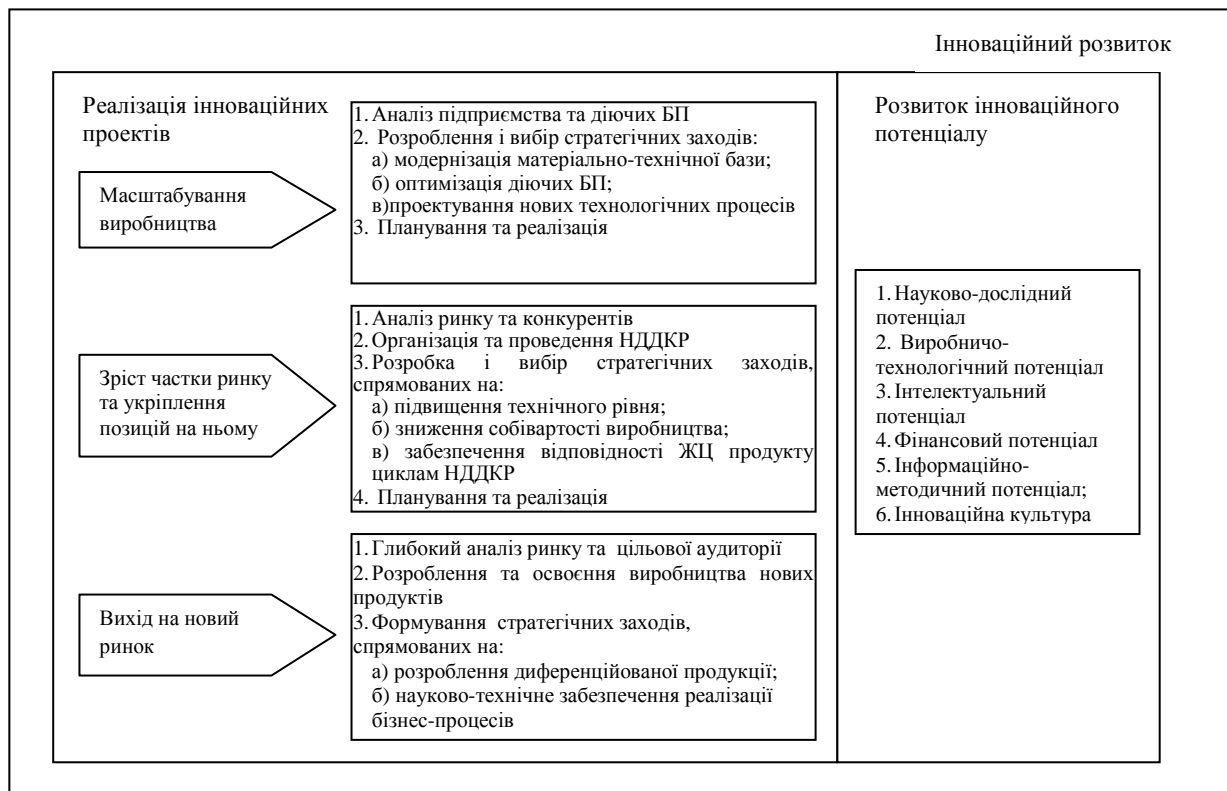 Інноваційний розвиток
Реалізація інноваційних
проектів
Масштабування
виробництва
1. Аналіз підприємства та діючих БП
2. Розроблення і вибір стратегічних заходів:
а) модернізація матеріально-технічної бази;
б) оптимізація діючих БП;
в)проектування нових технологічних процесів
3. Планування та реалізація
Зріст частки ринку
та укріплення
позицій на ньому
1. Аналіз ринку та конкурентів
2. Організація та проведення НДДКР
3. Розробка і вибір стратегічних заходів,
спрямованих на:
а) підвищення технічного рівня;
б) зниження собівартості виробництва;
в) забезпечення відповідності ЖЦ продукту
циклам НДДКР
4. Планування та реалізація
Вихід на новий
ринок
1. Глибокий аналіз ринку та цільової аудиторії
2. Розроблення та освоєння виробництва нових
продуктів
3. Формування стратегічних заходів,
спрямованих на:
а) розроблення диференційованої продукції;
б) науково-технічне забезпечення реалізації
бізнес-процесів
Розвиток інноваційного
потенціалу
1. Науково-дослідний
потенціал
2. Виробничо-
технологічний потенціал
3. Інтелектуальний
потенціал
4. Фінансовий потенціал
5. Інформаційно-
методичний потенціал;
6. Інноваційна культура